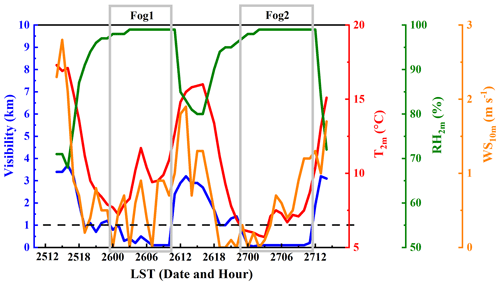 Fog1 Fog2
10 9 8 7 6 5 4 3 2 1 0
Visibility (km)
20 15 10 5
T2m (°C)
100 90 80 70 60 50
RH2m (%)
3 2 1 0
WS10m (m s-1)
2512 2518 2600 2606 2612 2618 2700 2706 2712
LST (Date and Hour)